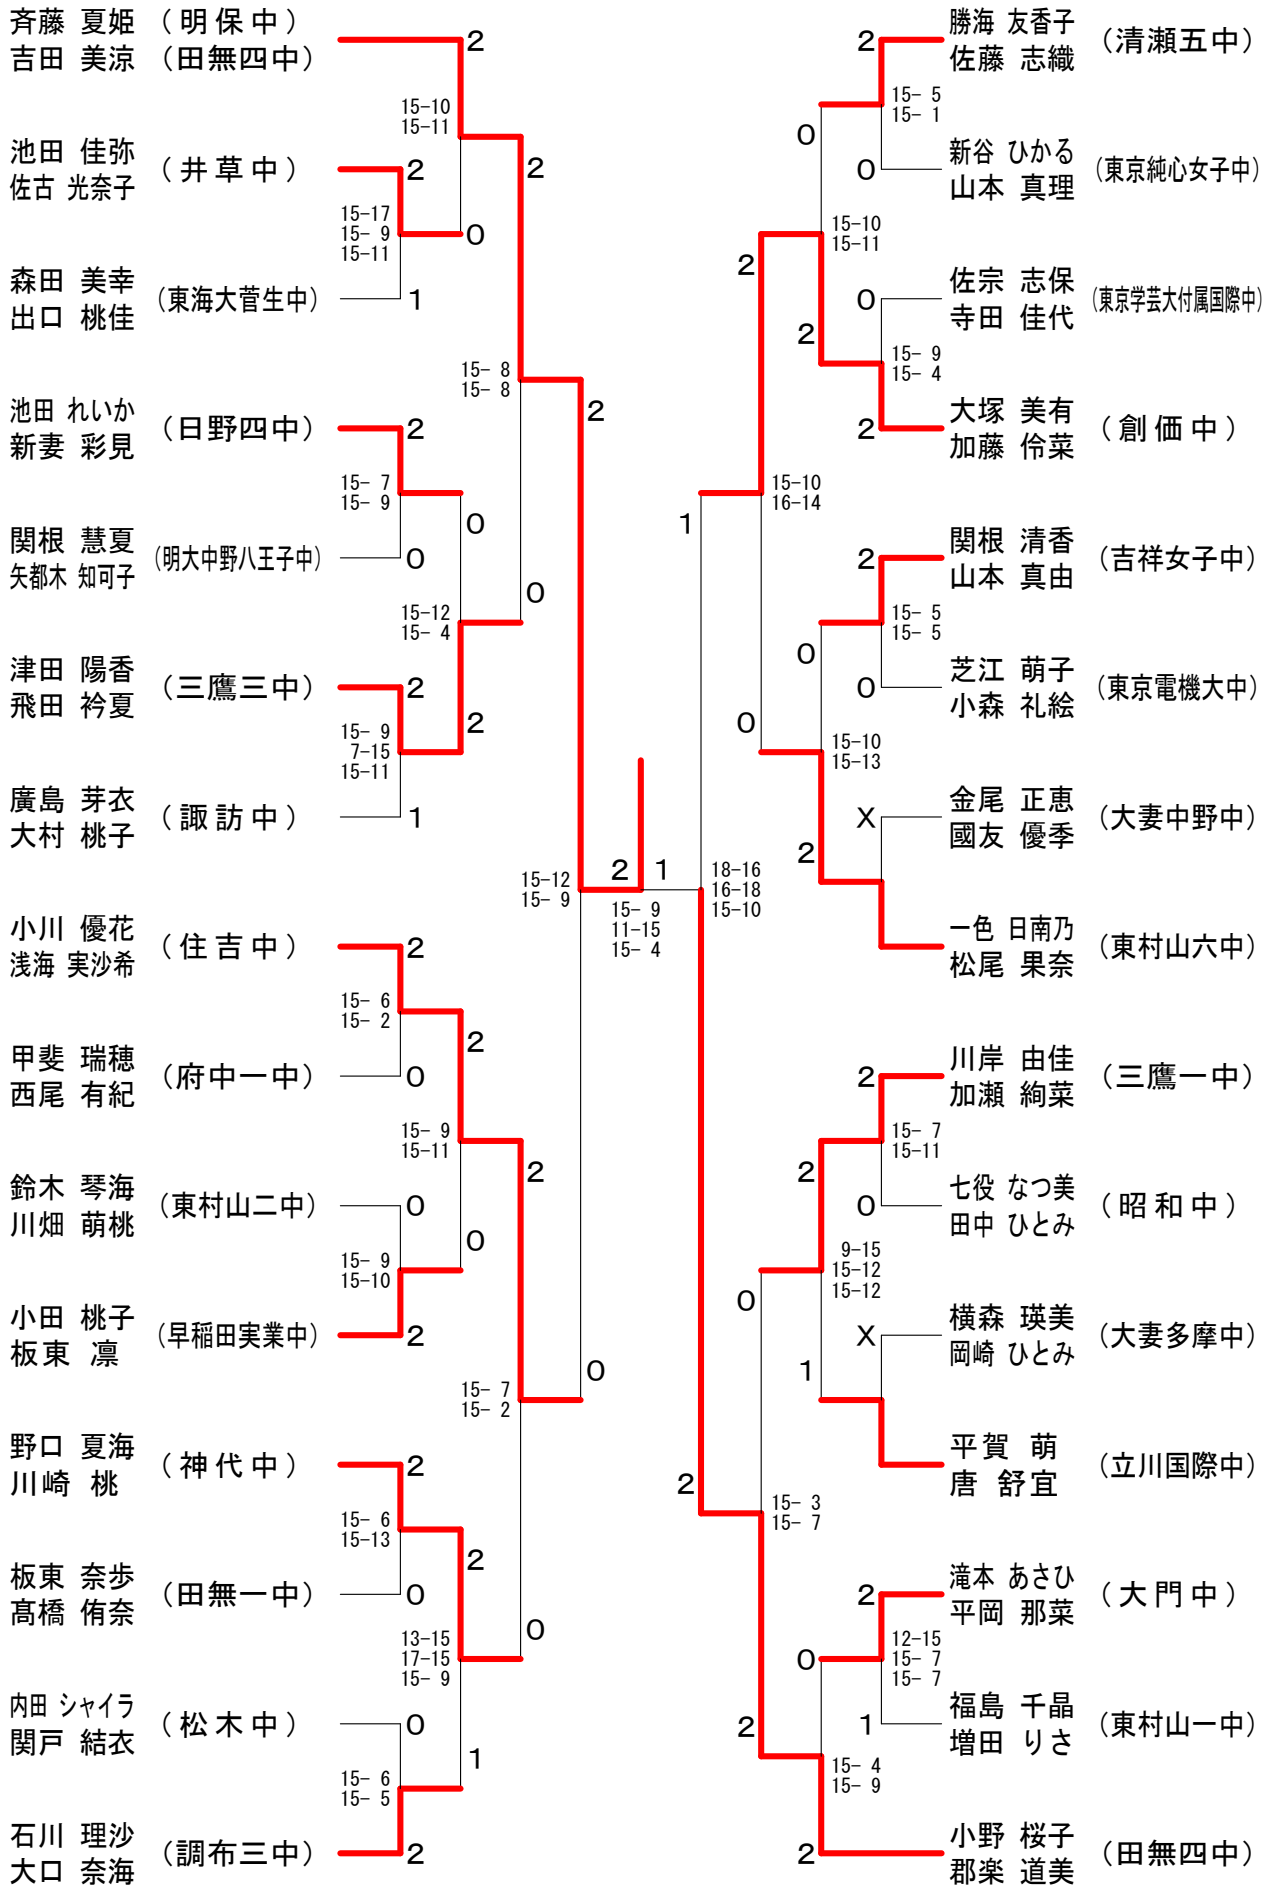 斉藤 夏姫 (明保中)
吉田 美涼 (田無四中)
2
15-10
15-11
池田 佳弥
佐古 光奈子
(井草中)
2
2
15-17
15- 9
15-11
0
森田 美幸
出口 桃佳
(東海大菅生中)
1
15- 8
15- 8
2
池田 れいか
新妻 彩見
(日野四中)
2
15- 7
15- 9
0
関根 慧夏
矢都木 知可子
(明大中野八王子中)
0
0
15-12
15- 4
津田 陽香
飛田 衿夏
(三鷹三中)
2
2
15- 9
7-15
15-11
廣島 芽衣
大村 桃子
(諏訪中)
1
15-12
15- 9
2
1
15- 9
11-15
15- 4
小川 優花
浅海 実沙希
(住吉中)
2
15- 6
15- 2
2
甲斐 瑞穂
西尾 有紀
(府中一中)
0
15- 9
15-11
2
鈴木 琴海
川畑 萌桃
(東村山二中)
0
0
15- 9
15-10
小田 桃子
板東 凛
(早稲田実業中)
2
15- 7
15- 2
0
野口 夏海
川崎 桃
(神代中)
2
15- 6
15-13
2
板東 奈歩
髙橋 侑奈
(田無一中)
0
0
13-15
17-15
15- 9
内田 シャイラ
関戸 結衣
(松木中)
0
1
15- 6
15- 5
石川 理沙
大口 奈海
(調布三中)
2
2
勝海 友香子
佐藤 志織
(清瀬五中)
15- 5
15- 1
0
0
新谷 ひかる
山本 真理
(東京純心女子中)
15-10
15-11
2
0
佐宗 志保
寺田 佳代
(東京学芸大付属国際中)
2
15- 9
15- 4
2
大塚 美有
加藤 伶菜
(創価中)
15-10
16-14
1
2
関根 清香
山本 真由
(吉祥女子中)
15- 5
15- 5
0
0
芝江 萌子
小森 礼絵
(東京電機大中)
0
15-10
15-13
X
金尾 正恵
國友 優季
(大妻中野中)
2
18-16
16-18
15-10
一色 日南乃
松尾 果奈
(東村山六中)
2
川岸 由佳
加瀬 絢菜
(三鷹一中)
15- 7
15-11
2
0
七役 なつ美
田中 ひとみ
(昭和中)
9-15
15-12
15-12
0
X
横森 瑛美
岡崎 ひとみ
(大妻多摩中)
1
平賀 萌
唐 舒宜
(立川国際中)
2
15- 3
15- 7
2
滝本 あさひ
平岡 那菜
(大門中)
12-15
15- 7
15- 7
0
1
福島 千晶
増田 りさ
(東村山一中)
2
15- 4
15- 9
2
小野 桜子
郡楽 道美
(田無四中)